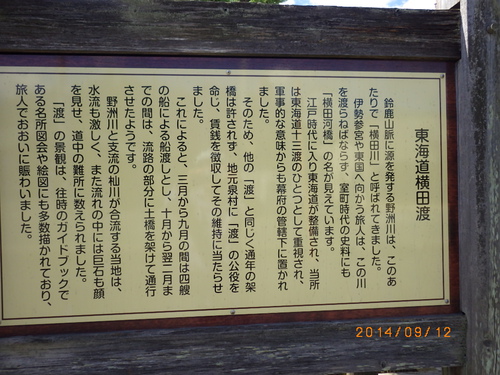 東海道横田渡
鈴鹿山脈に源を発する野洲川は、このあ
たりで「横田川」と呼ばれてきました。
伊勢参宮や東国へ向かう旅人は、この川
を渡らねばならず、室町時代の史料にも
「横田河橋」の名が見えています。
江戸時代に入り東海道が整備され、当所
は東海道十三渡のひとつとして重視され、
軍事的な意味からも幕府の管轄下に置かれ
ました。
そのため、他の「渡」と同じく通年の架
橋は許されず、地元泉村に「渡」の公役を
命じ、賃銭を徴収してその維持に当たらせ
ました。
これによると、三月から九月の間は四艘
の船による船渡しとし、十月から翌二月ま
での間は、流路の部分に土橋を架けて通行
させたようです。
野洲川と支流の杣川が合流する当地は、
水流も激しく、また流れの中には巨石も顔
を見せ、道中の難所に数えられました。
「渡」の景観は、往時のガイドブックで
ある名所図会や絵図にも多数描かれており、
旅人でおおいに賑わいました。
2014/09/12